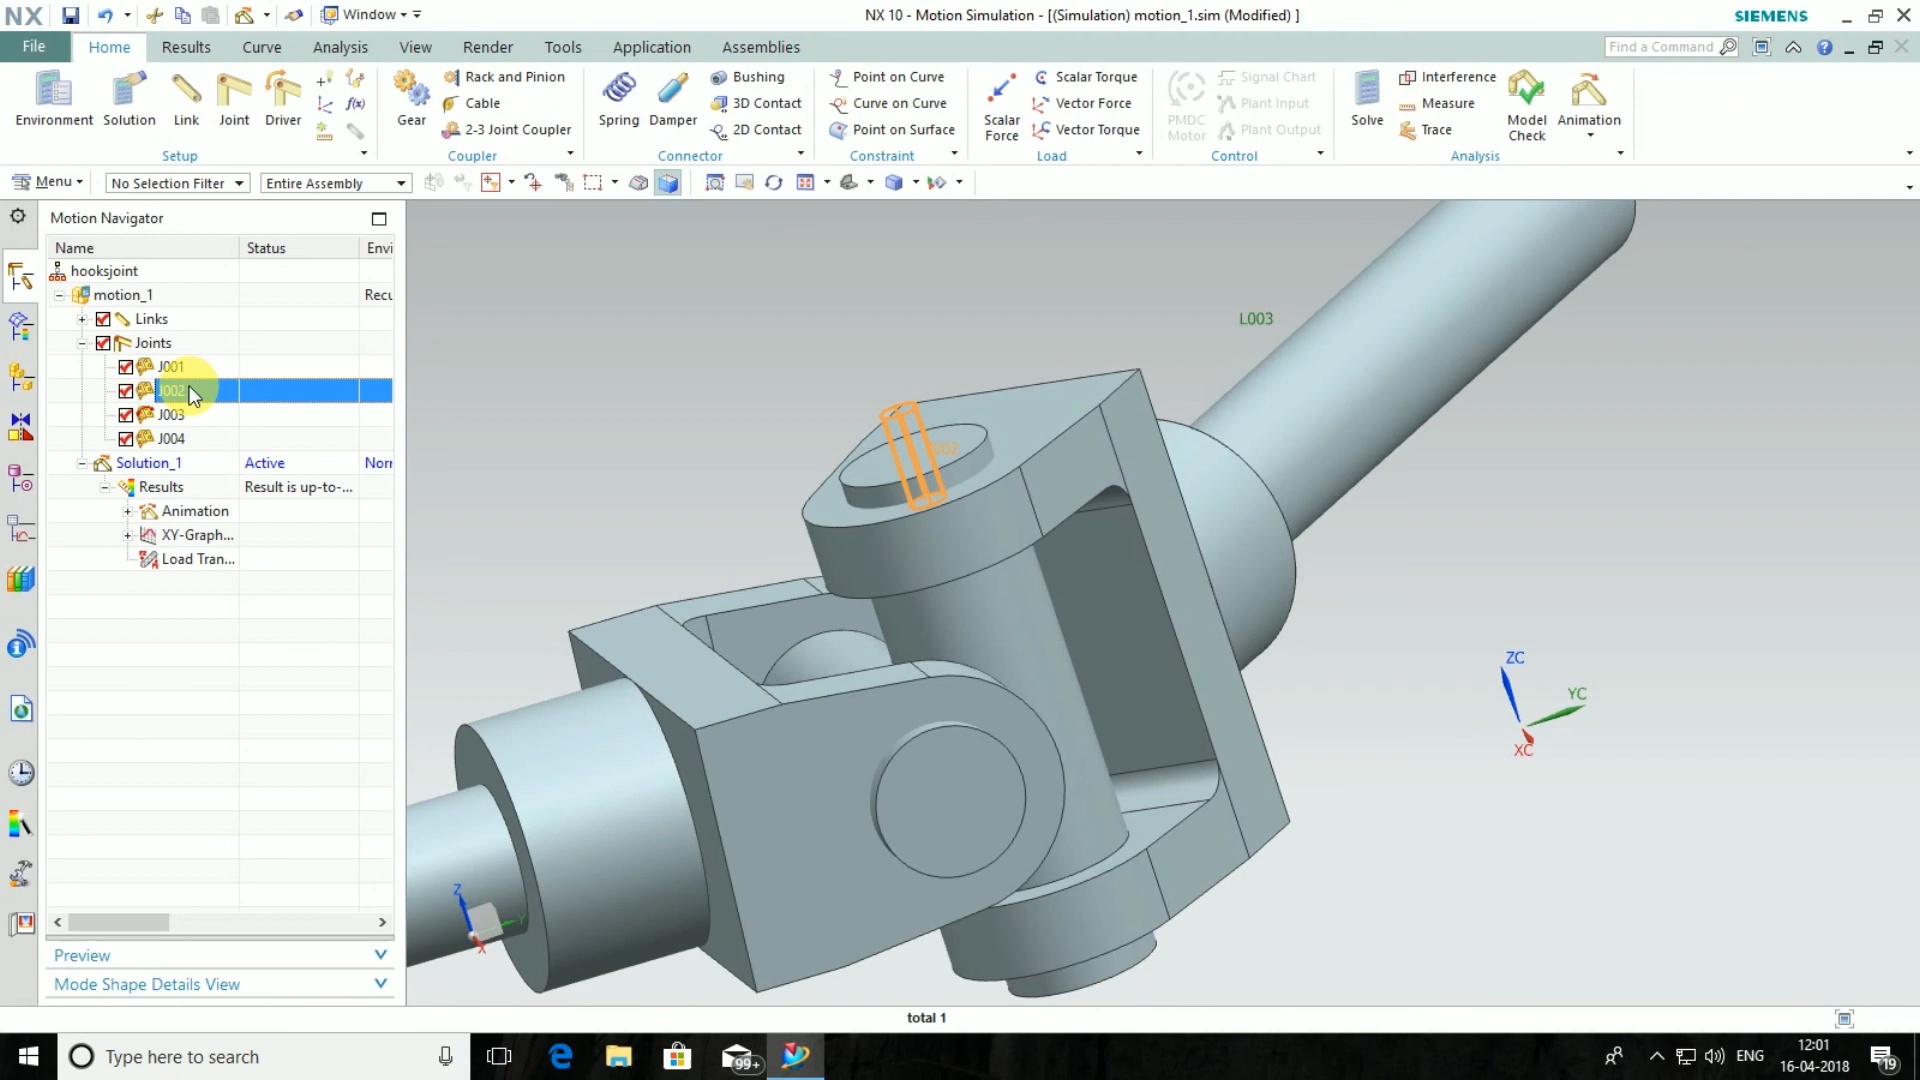 NX Window NX 10 - Motion Simulation - [(Simulation) motion_1.sim (Modified) ] SIEMENS
File Home Results Curve Analysis View Render Tools Application Assemblies Find a Command
Rack and Pinion Bushing Point on Curve Scalar Torque Signal Chart Interference
Cable 3D Contact Curve on Curve Vector Force Plant Input Measure
Environment Solution Link Joint Driver Gear Spring Damper Scalar Force PMDC Motor Solve Model Check Animation
2-3 Joint Coupler 2D Contact Point on Surface Vector Torque Plant Output Trace
Setup Coupler Connector Constraint Load Control Analysis
Menu No Selection Filter Entire Assembly
Motion Navigator
Name Status Envi
hooksjoint
motion_1 Recu
Links
Joints
J001
J002
J003
J004
Solution_1 Active Norr
Results Result is up-to-...
Animation
XY-Graph...
Load Tran...
Preview
Mode Shape Details View
L003
J002
ZC
YC
XC
Z
Y
X
total 1
Type here to search 99+ ENG 12:01
16-04-2018 19